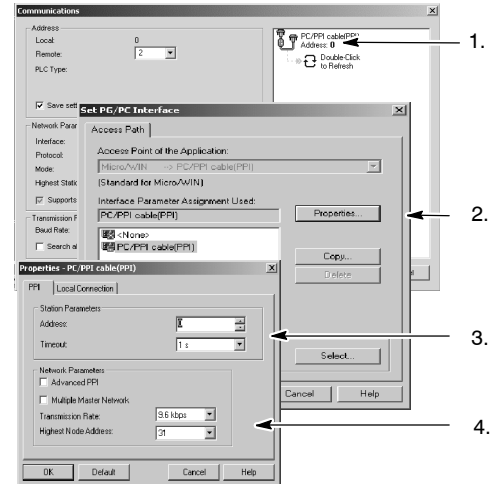 Communications
Address
Local: 0
Remote: 2
PLC Type:
Save sett
Network Parar
Interface:
Protocol:
Mode:
Highest Static
Supports
Transmission F
Baud Rate:
Search al
PC/PPI cable(PPI)
Address: 0
Double-Click
to Refresh
1.
Set PG/PC Interface
Access Path
Access Point of the Application:
Micro/WIN --> PC/PPI cable(PPI)
(Standard for Micro/WIN)
Interface Parameter Assignment Used:
PC/PPI cable(PPI)
Properties...
<None>
PC/PPI cable(PPI)
Copy...
Delete
Select...
Cancel Help
2.
Properties - PC/PPI cable(PPI)
PPI Local Connection
Station Parameters
Address:
Timeout: 1 s
3.
Network Parameters
Advanced PPI
Multiple Master Network
Transmission Rate: 9.6 kbps
Highest Node Address: 31
4.
OK Default Cancel Help